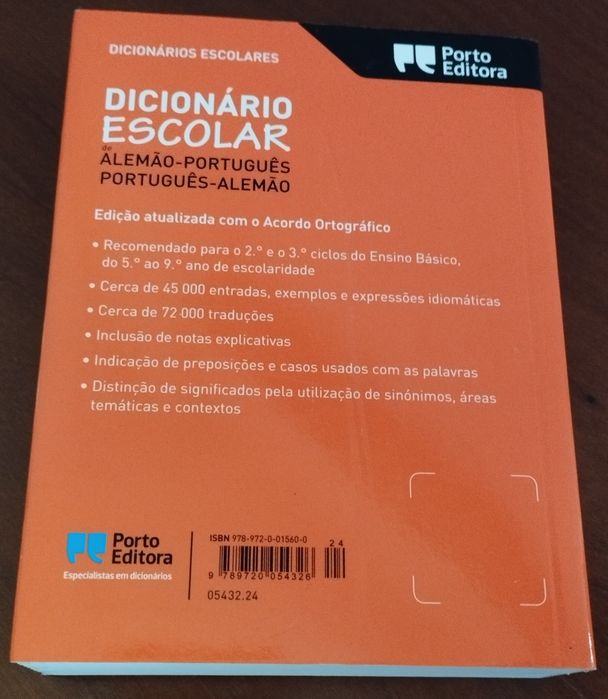 DICIONÁRIOS ESCOLARES
Porto
Editora
DICIONÁRIO
ESCOLAR
de
ALEMÃO-PORTUGUÊS
PORTUGUÊS-ALEMÃO
Edição atualizada com o Acordo Ortográfico
• Recomendado para o 2.º e o 3.º ciclos do Ensino Básico,
do 5.º ao 9.º ano de escolaridade
• Cerca de 45 000 entradas, exemplos e expressões idiomáticas
• Cerca de 72 000 traduções
• Inclusão de notas explicativas
• Indicação de preposições e casos usados com as palavras
• Distinção de significados pela utilização de sinónimos, áreas
temáticas e contextos
Porto
Editora
Especialistas em dicionários
ISBN 978-972-0-01560-0
24
9 789720 054326
05432.24